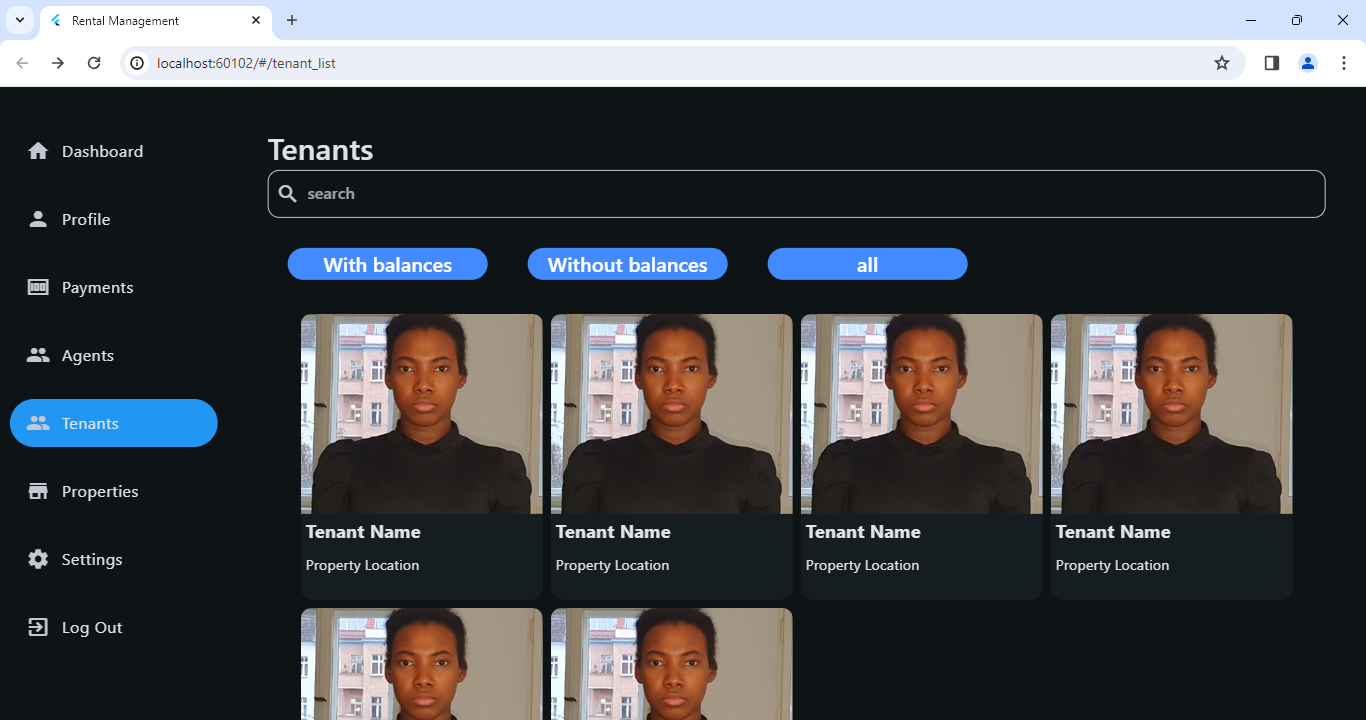 Rental Management
localhost:60102/#/tenant_list
Dashboard
Profile
Payments
Agents
Tenants
Properties
Settings
Log Out
Tenants
search
With balances
Without balances
all
Tenant Name
Property Location
Tenant Name
Property Location
Tenant Name
Property Location
Tenant Name
Property Location